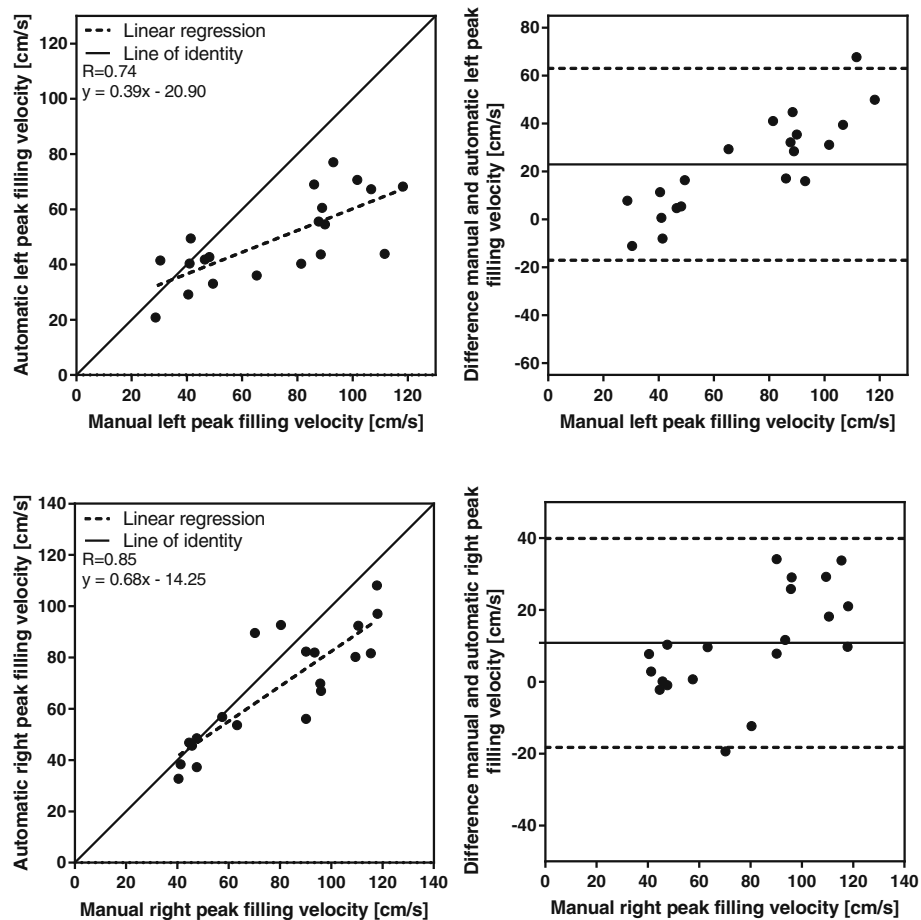 Automatic left peak filling velocity [cm/s]
120
100
80
60
40
20
0
Linear regression
Line of identity
R=0.74
y = 0.39x - 20.90
0 20 40 60 80 100 120
Manual left peak filling velocity [cm/s]
Difference manual and automatic left peak
filling velocity [cm/s]
80
60
40
20
0
-20
-40
-60
0 20 40 60 80 100 120
Manual left peak filling velocity [cm/s]
Automatic right peak filling velocity [cm/s]
140
120
100
80
60
40
20
0
Linear regression
Line of identity
R=0.85
y = 0.68x - 14.25
0 20 40 60 80 100 120 140
Manual right peak filling velocity [cm/s]
Difference manual and automatic right peak
filling velocity [cm/s]
40
20
0
-20
-40
0 20 40 60 80 100 120 140
Manual right peak filling velocity [cm/s]